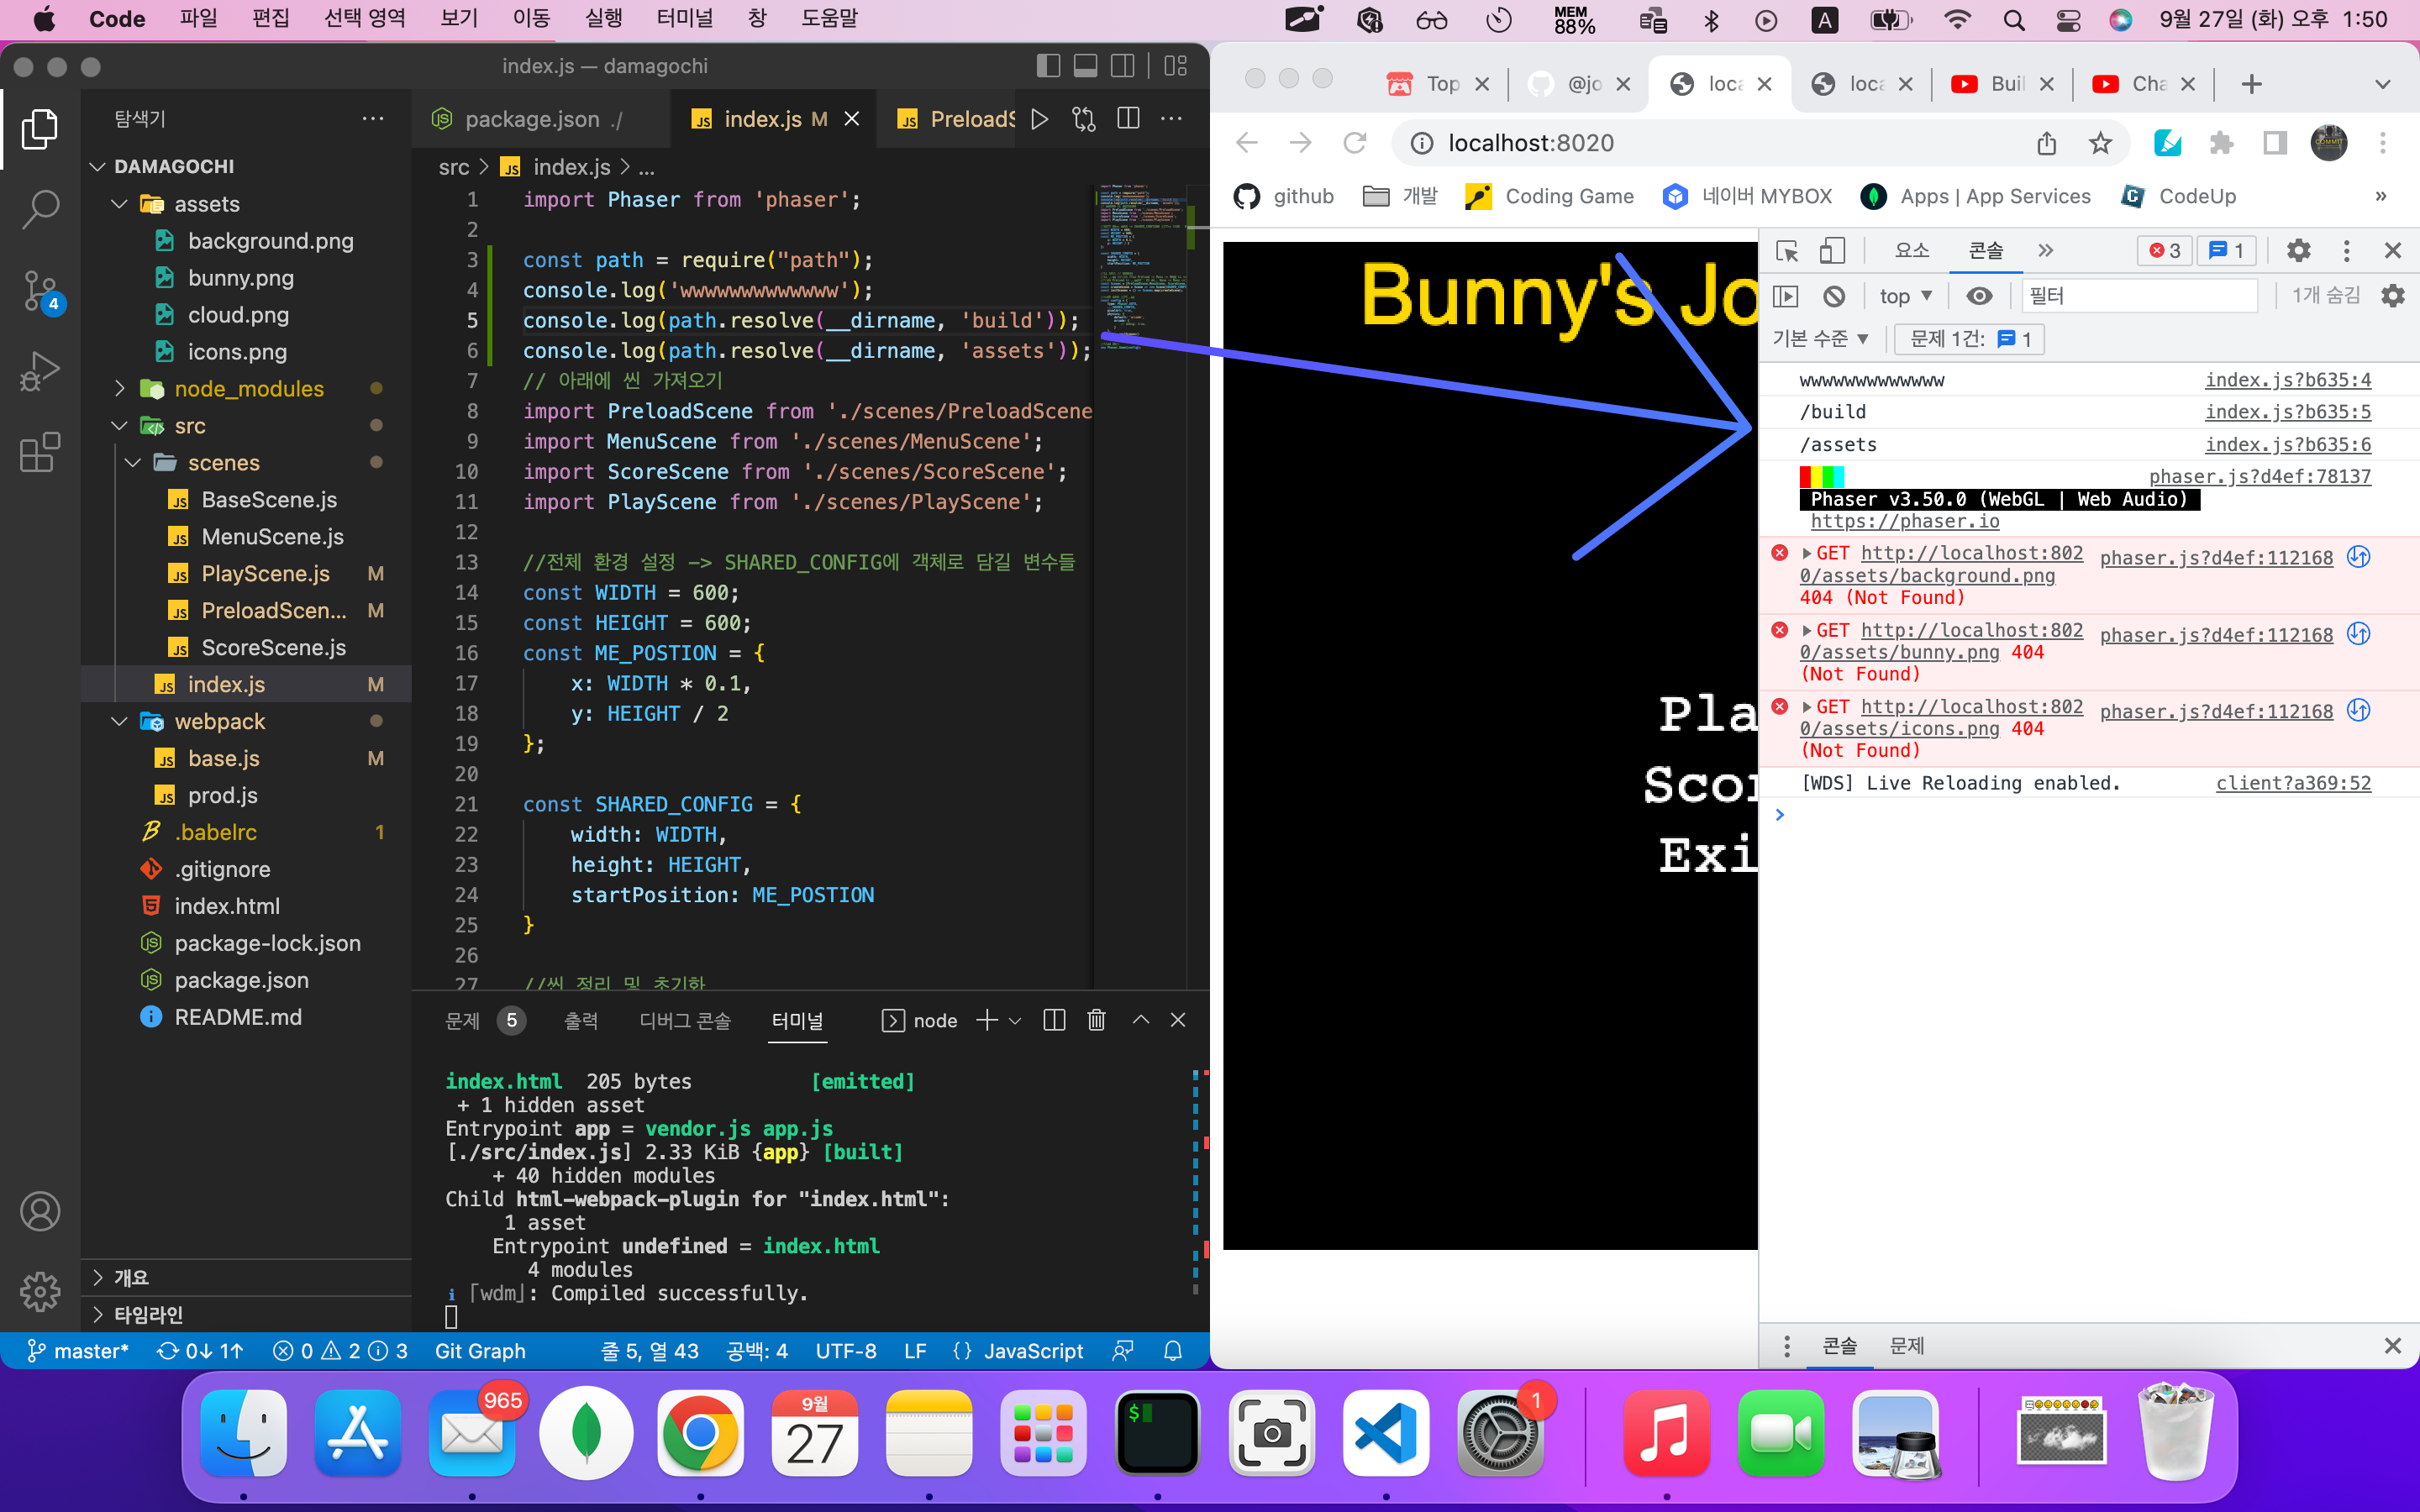 Code 파일 편집 선택 영역 보기 이동 실행 터미널 창 도움말
MEM
88%
A
9월 27일 (화) 오후 1:50
index.js — damagochi
탐색기
DAMAGOCHI
assets
background.png
bunny.png
cloud.png
icons.png
node_modules
src
scenes
BaseScene.js
MenuScene.js
PlayScene.js M
PreloadScen... M
ScoreScene.js
index.js M
webpack
base.js M
prod.js
.babelrc 1
.gitignore
index.html
package-lock.json
package.json
README.md
개요
타임라인
4
package.json ./
index.js M
PreloadS
src > index.js > ...
1 import Phaser from 'phaser';
2
3 const path = require("path");
4 console.log('wwwwwwwwwwwww');
5 console.log(path.resolve(__dirname, 'build'));
6 console.log(path.resolve(__dirname, 'assets'));
7 // 아래에 씬 가져오기
8 import PreloadScene from './scenes/PreloadScene
9 import MenuScene from './scenes/MenuScene';
10 import ScoreScene from './scenes/ScoreScene';
11 import PlayScene from './scenes/PlayScene';
12
13 //전체 환경 설정 -> SHARED_CONFIG에 객체로 담길 변수들
14 const WIDTH = 600;
15 const HEIGHT = 600;
16 const ME_POSTION = {
17 x: WIDTH * 0.1,
18 y: HEIGHT / 2
19 };
20
21 const SHARED_CONFIG = {
22 width: WIDTH,
23 height: HEIGHT,
24 startPosition: ME_POSTION
25 }
26
27 //씬 정리 및 초기화
문제 5 출력 디버그 콘솔 터미널 node
index.html 205 bytes [emitted]
+ 1 hidden asset
Entrypoint app = vendor.js app.js
[./src/index.js] 2.33 KiB {app} [built]
+ 40 hidden modules
Child html-webpack-plugin for "index.html":
1 asset
Entrypoint undefined = index.html
4 modules
i ｢wdm｣: Compiled successfully.
master* 0↓ 1↑ 0 2 3 Git Graph 줄 5, 열 43 공백: 4 UTF-8 LF {} JavaScript
Top @jo loca loca Buil Cha
localhost:8020
github 개발 Coding Game 네이버 MYBOX Apps | App Services CodeUp »
Bunny's Jo
Pla
Scor
Exi
요소 콘솔 3 1
top 필터 1개 숨김
기본 수준 문제 1건: 1
wwwwwwwwwwwww index.js?b635:4
/build index.js?b635:5
/assets index.js?b635:6
phaser.js?d4ef:78137
Phaser v3.50.0 (WebGL | Web Audio)
https://phaser.io
GET http://localhost:802 phaser.js?d4ef:112168
0/assets/background.png
404 (Not Found)
GET http://localhost:802 phaser.js?d4ef:112168
0/assets/bunny.png 404
(Not Found)
GET http://localhost:802 phaser.js?d4ef:112168
0/assets/icons.png 404
(Not Found)
[WDS] Live Reloading enabled. client?a369:52
콘솔 문제
965
9월
27
$
1